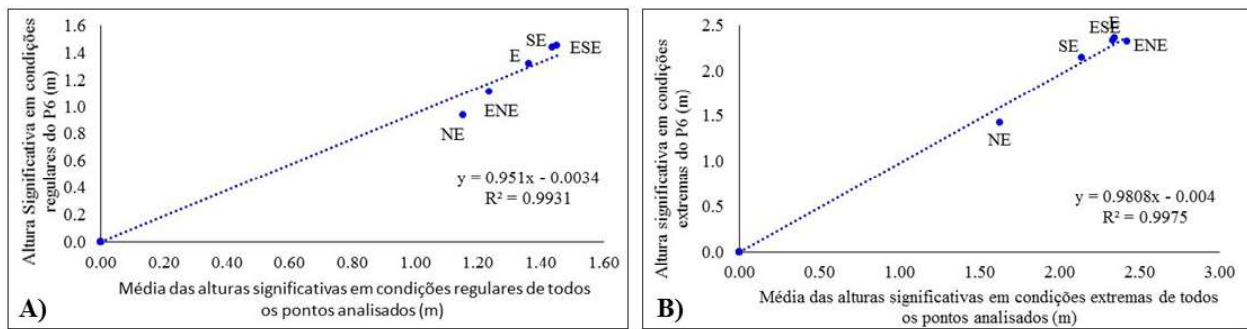 Altura Significativa em condições
regulares do P6 (m)
1.6
1.4
1.2
1.0
0.8
0.6
0.4
0.2
0.0
SE
ESE
E
ENE
NE
y = 0.951x - 0.0034
R² = 0.9931
0.00 0.20 0.40 0.60 0.80 1.00 1.20 1.40 1.60
Média das alturas significativas em condições regulares de todos
os pontos analisados (m)
A)
Altura significativa em condições
extremas do P6 (m)
2.5
2.0
1.5
1.0
0.5
0.0
E
ESE
ENE
SE
NE
y = 0.9808x - 0.004
R² = 0.9975
0.00 0.50 1.00 1.50 2.00 2.50 3.00
Média das alturas significativas em condições extremas de todos
os pontos analisados (m)
B)